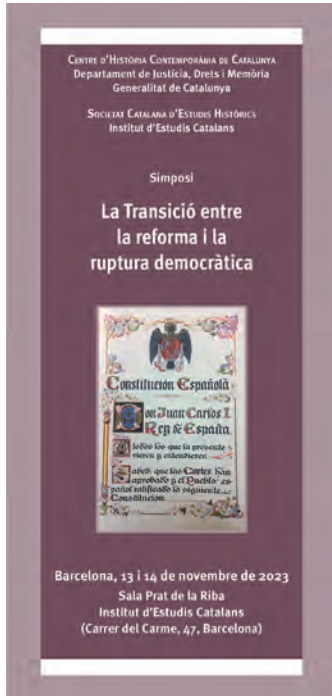 Centre d'Història Contemporània de Catalunya
Departament de Justícia, Drets i Memòria
Generalitat de Catalunya
Societat Catalana d'Estudis Històrics
Institut d'Estudis Catalans
Simposi
La Transició entre
la reforma i la
ruptura democràtica
Constitución Española
Don Juan Carlos I
Rey de España
A todos los que la presente
vieren y entendieren
Sabed: que las Cortes han
aprobado y el Pueblo es-
pañol ratificado la siguiente
Constitución
Barcelona, 13 i 14 de novembre de 2023
Sala Prat de la Riba
Institut d'Estudis Catalans
(Carrer del Carme, 47, Barcelona)